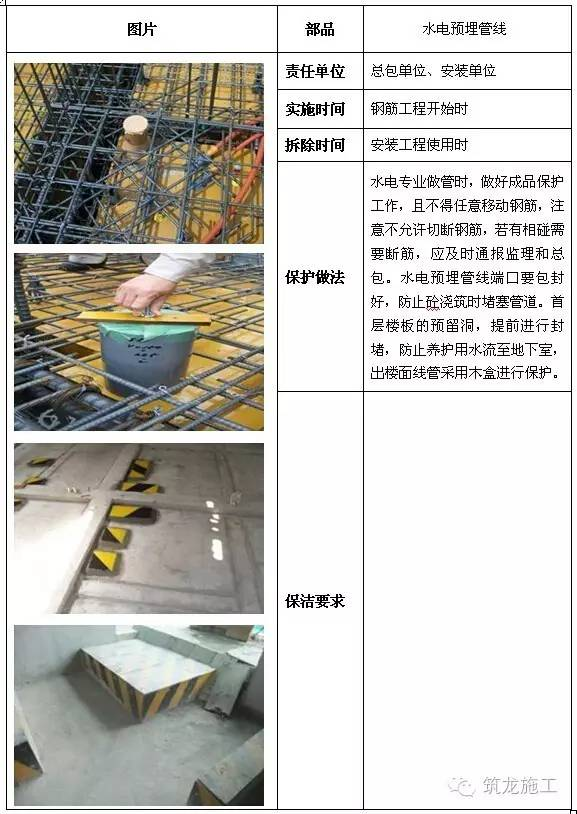 图片
部品
水电预埋管线
责任单位
总包单位、安装单位
实施时间
钢筋工程开始时
拆除时间
安装工程使用时
保护做法
水电专业做管时，做好成品保护
工作，且不得任意移动钢筋，注
意不允许切断钢筋，若有相碰需
要断筋，应及时通报监理和总
包。水电预埋管线端口要包封
好，防止砼浇筑时堵塞管道。首
层楼板的预留洞，提前进行封
堵，防止养护用水流至地下室，
出楼面线管采用木盒进行保护。
保洁要求
筑龙施工